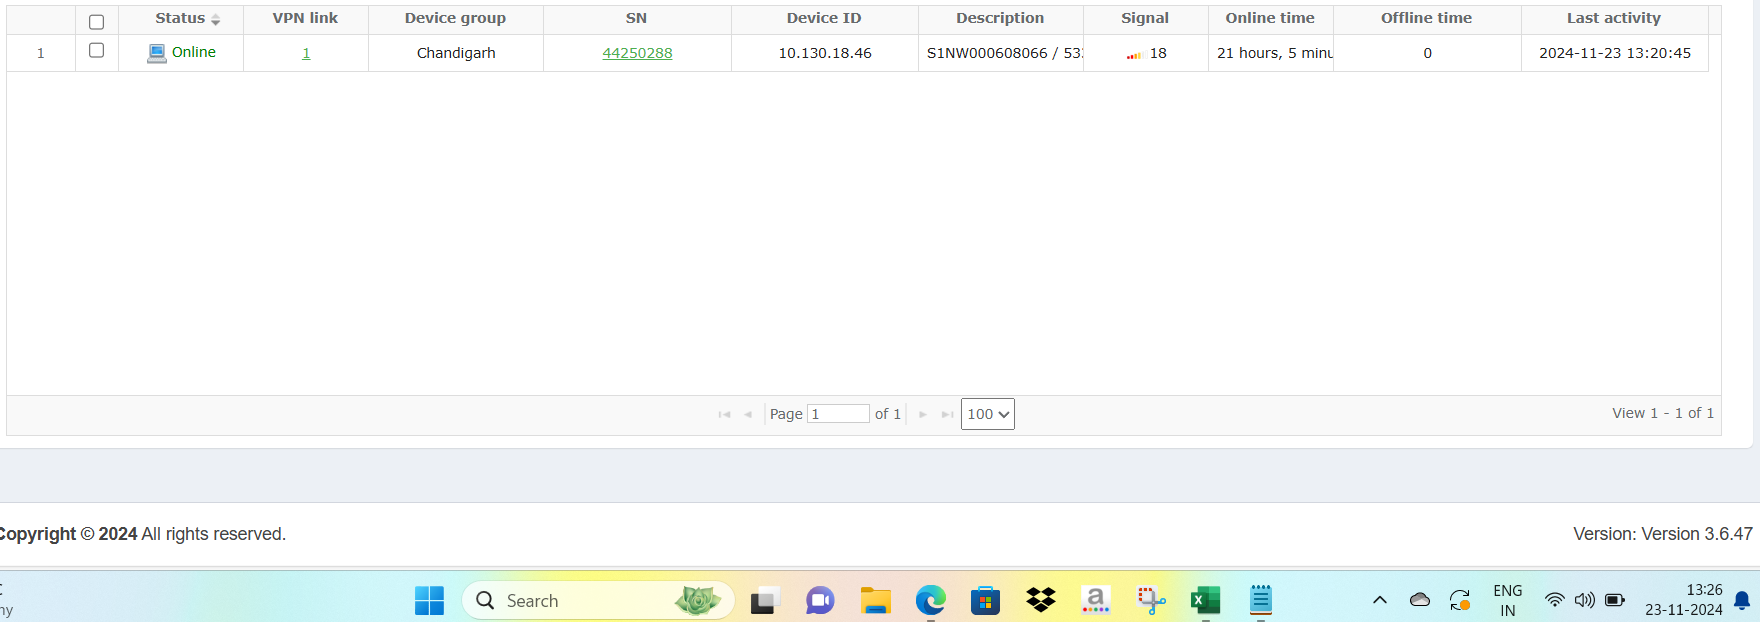 Status VPN link Device group SN Device ID Description Signal Online time Offline time Last activity
1 Online 1 Chandigarh 44250288 10.130.18.46 S1NW000608066 / 53 18 21 hours, 5 minu 0 2024-11-23 13:20:45
Page 1 of 1 100 View 1 - 1 of 1
Copyright © 2024 All rights reserved. Version: Version 3.6.47
Search
a
ENG
IN
13:26
23-11-2024